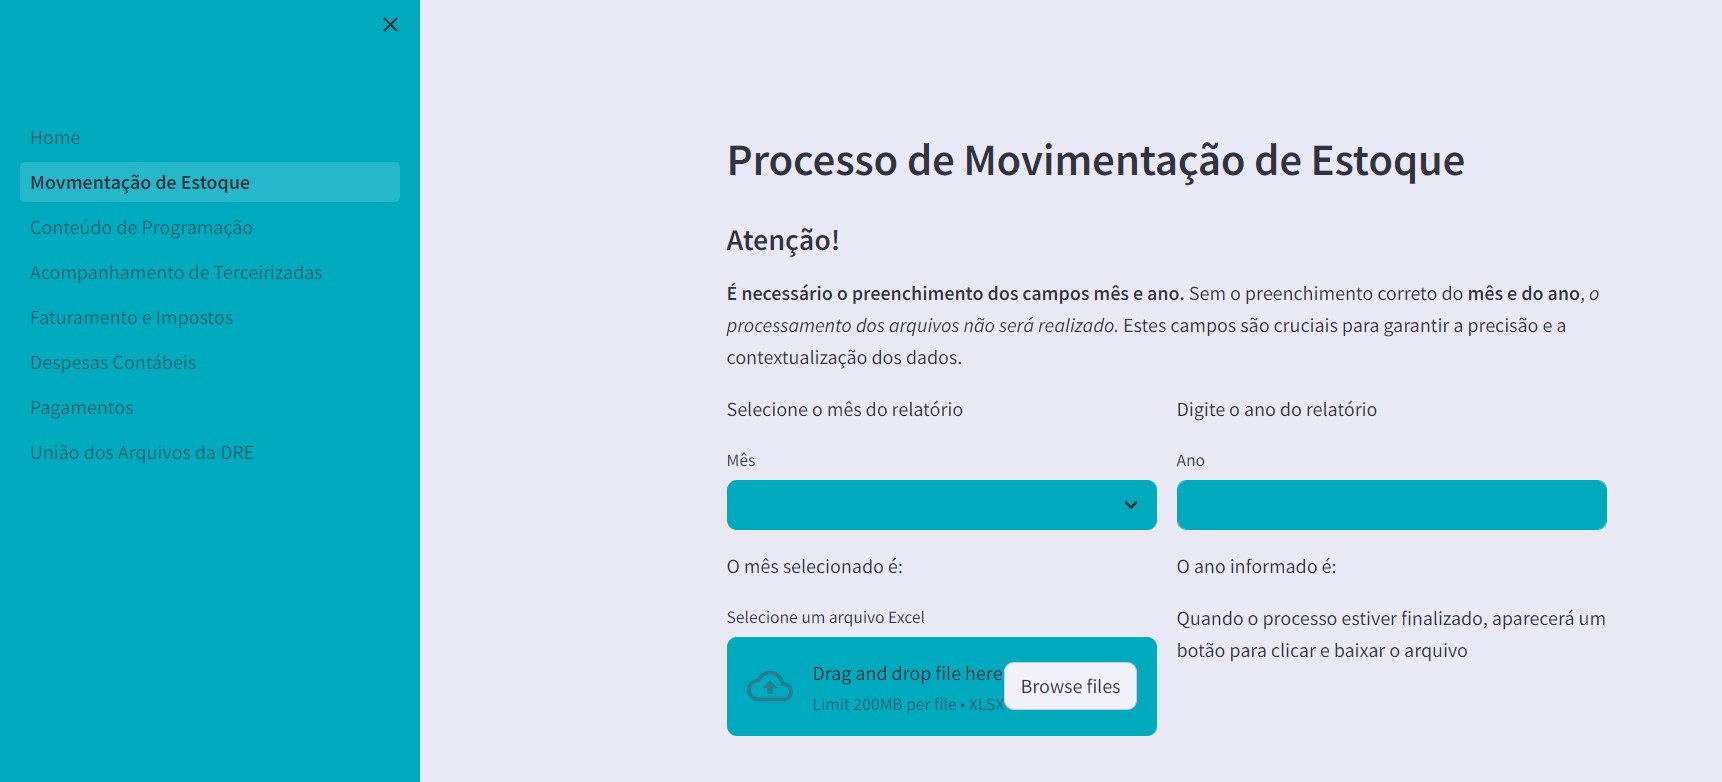 Home
Movmentação de Estoque
Conteúdo de Programação
Acompanhamento de Terceirizadas
Faturamento e Impostos
Despesas Contábeis
Pagamentos
União dos Arquivos da DRE
Processo de Movimentação de Estoque
Atenção!
É necessário o preenchimento dos campos mês e ano. Sem o preenchimento correto do mês e do ano, o
processamento dos arquivos não será realizado. Estes campos são cruciais para garantir a precisão e a
contextualização dos dados.
Selecione o mês do relatório
Digite o ano do relatório
Mês
Ano
O mês selecionado é:
O ano informado é:
Selecione um arquivo Excel
Drag and drop file here
Limit 200MB per file • XLSX
Browse files
Quando o processo estiver finalizado, aparecerá um
botão para clicar e baixar o arquivo